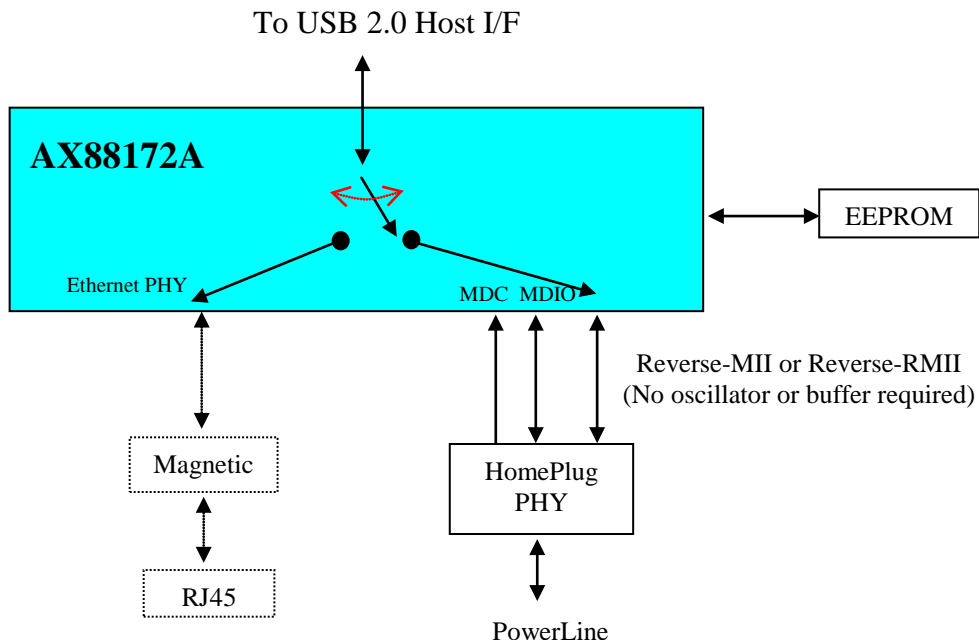 To USB 2.0 Host I/F
AX88172A
EEPROM
Ethernet PHY
MDC MDIO
Reverse-MII or Reverse-RMII
(No oscillator or buffer required)
Magnetic
HomePlug
PHY
RJ45
PowerLine